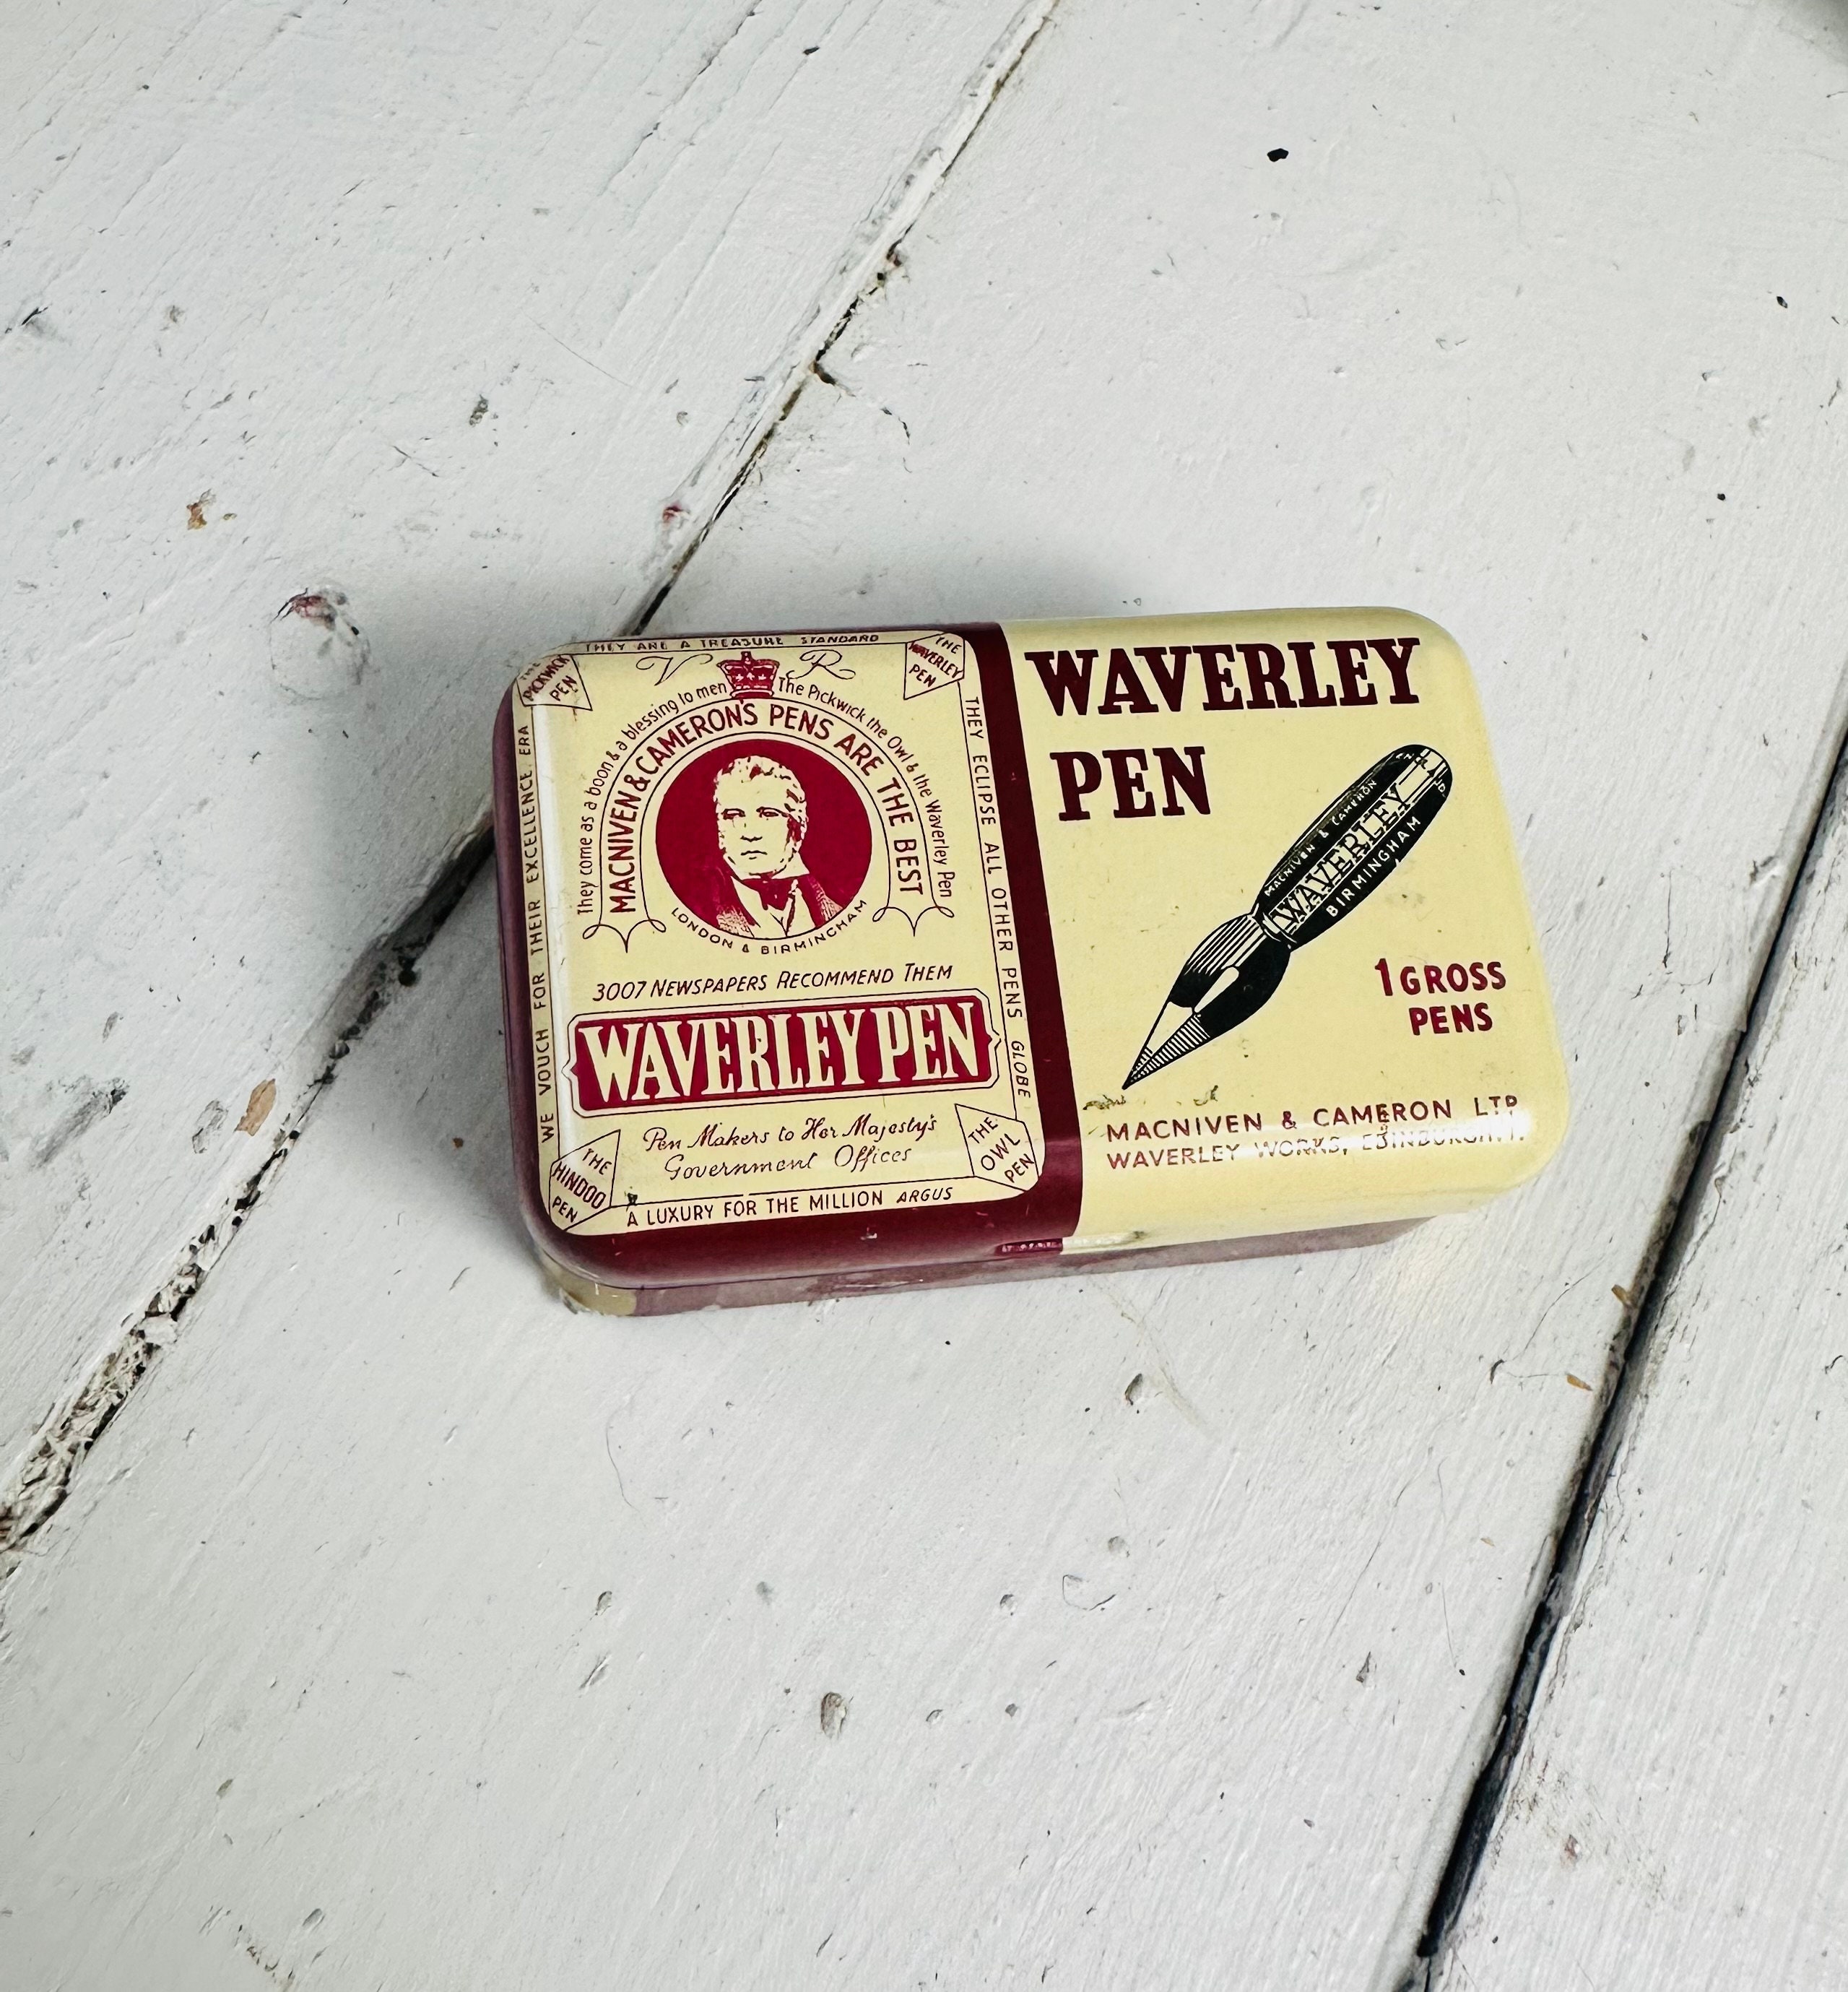 THEY ARE A TREASURE STANDARD
THE PICKWICK PEN
V R
THE WAVERLEY PEN
They come as a boon & a blessing to men
The Pickwick the Owl & the Waverley Pen
MACNIVEN & CAMERON'S PENS ARE THE BEST
LONDON & BIRMINGHAM
WE VOUCH FOR THEIR EXCELLENCE. ERA
THEY ECLIPSE ALL OTHER PENS GLOBE
3007 NEWSPAPERS RECOMMEND THEM
WAVERLEY PEN
Pen Makers to Her Majesty's
Government Offices
THE HINDOO PEN
THE OWL PEN
A LUXURY FOR THE MILLION ARGUS
WAVERLEY
PEN
MACNIVEN & CAMERON
WAVERLEY
BIRMINGHAM
1 GROSS
PENS
MACNIVEN & CAMERON LTD
WAVERLEY WORKS, EDINBURGH.